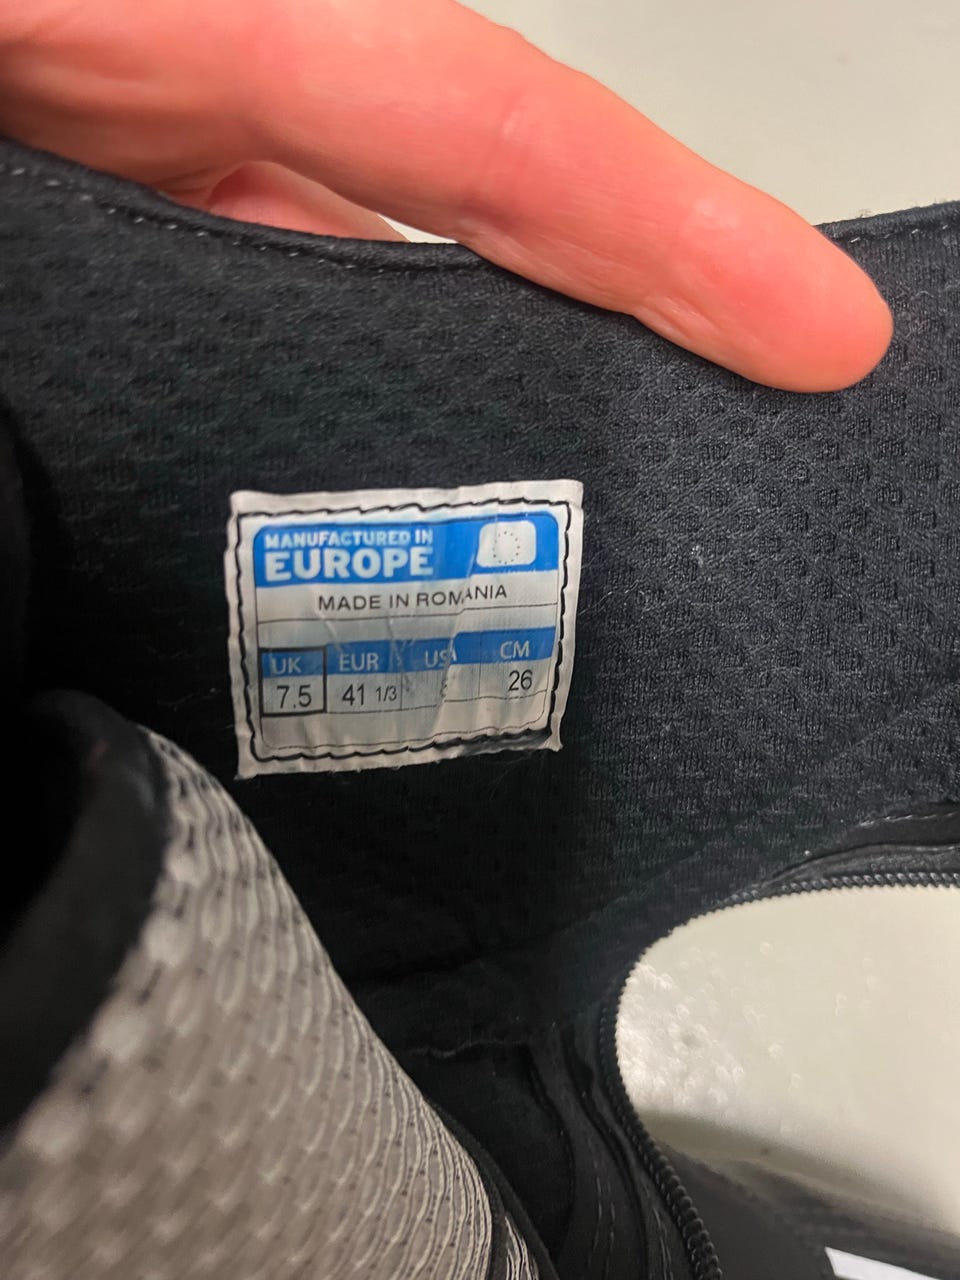 MANUFACTURED IN
EUROPE
MADE IN ROMANIA
UK EUR USA CM
7.5 41 1/3 26